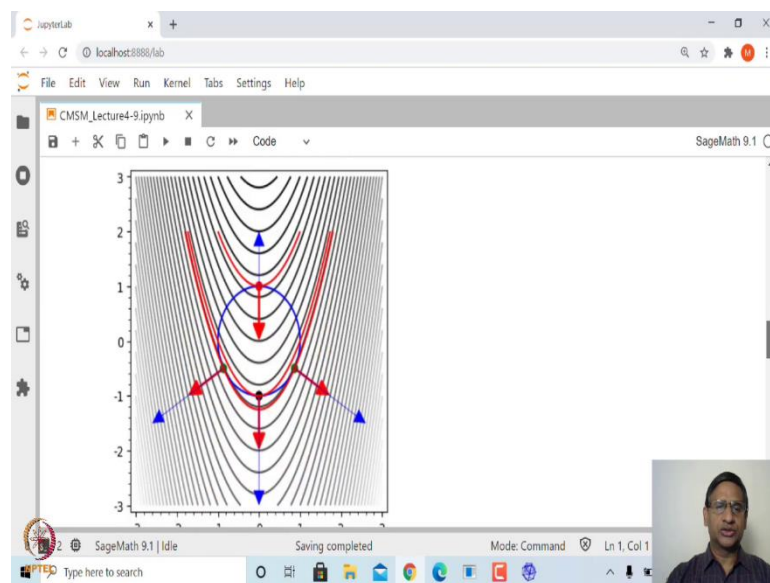 JupyterLab
localhost:8888/lab
M
File Edit View Run Kernel Tabs Settings Help
CMSM_Lecture4-9.ipynb
Code
SageMath 9.1
3
2
1
0
-1
-2
-3
2 SageMath 9.1 | Idle Saving completed Mode: Command Ln 1, Col 1
NPTEL
Type here to search